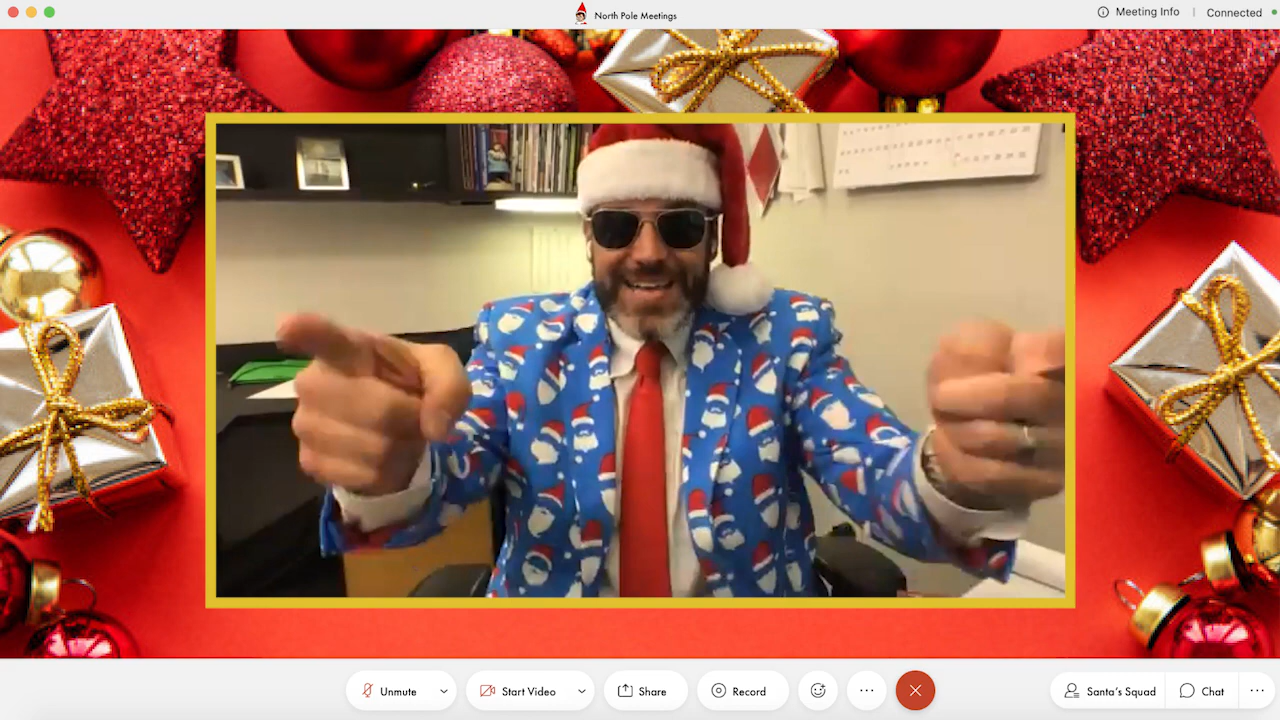 North Pole Meetings
Meeting Info
Connected
Unmute
Start Video
Share
Record
Santa's Squad
Chat